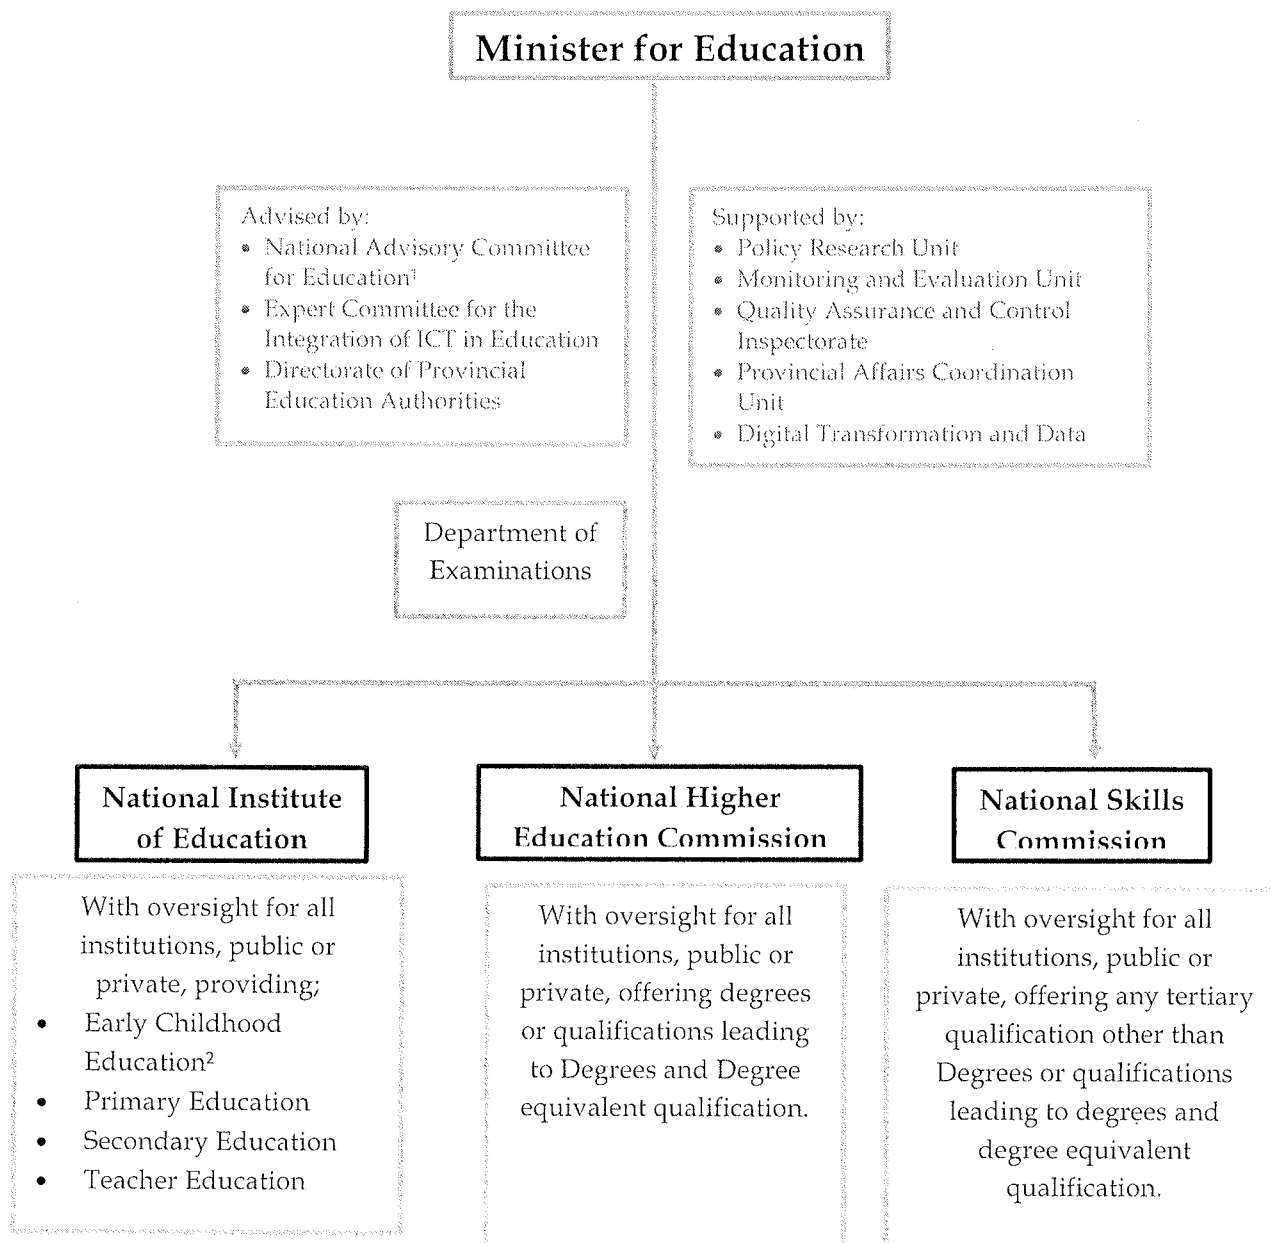 Minister for Education
Advised by:
• National Advisory Committee
for Education¹
• Expert Committee for the
Integration of ICT in Education
• Directorate of Provincial
Education Authorities
Supported by:
• Policy Research Unit
• Monitoring and Evaluation Unit
• Quality Assurance and Control
Inspectorate
• Provincial Affairs Coordination
Unit
• Digital Transformation and Data
Department of
Examinations
National Institute
of Education
With oversight for all
institutions, public or
private, providing;
• Early Childhood
Education²
• Primary Education
• Secondary Education
• Teacher Education
National Higher
Education Commission
With oversight for all
institutions, public or
private, offering degrees
or qualifications leading
to Degrees and Degree
equivalent qualification.
National Skills
Commission
With oversight for all
institutions, public or
private, offering any tertiary
qualification other than
Degrees or qualifications
leading to degrees and
degree equivalent
qualification.